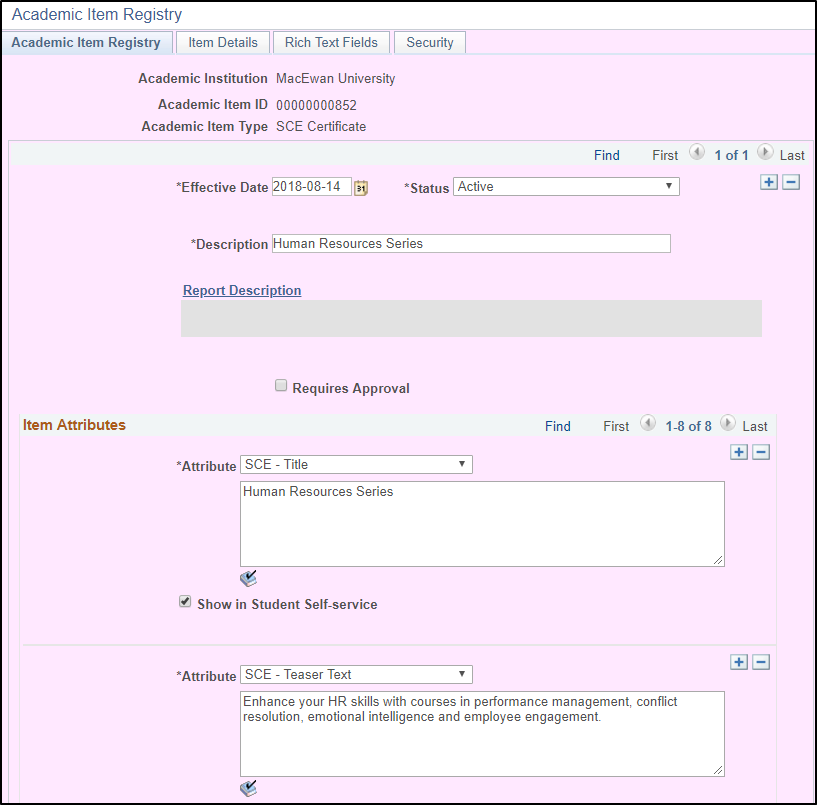 Academic Item Registry
Academic Item Registry Item Details Rich Text Fields Security
Academic Institution MacEwan University
Academic Item ID 00000000852
Academic Item Type SCE Certificate
Find First 1 of 1 Last
*Effective Date 2018-08-14 31 *Status Active
*Description Human Resources Series
Report Description
Requires Approval
Item Attributes Find First 1-8 of 8 Last
*Attribute SCE - Title
Human Resources Series
Show in Student Self-service
*Attribute SCE - Teaser Text
Enhance your HR skills with courses in performance management, conflict
resolution, emotional intelligence and employee engagement.